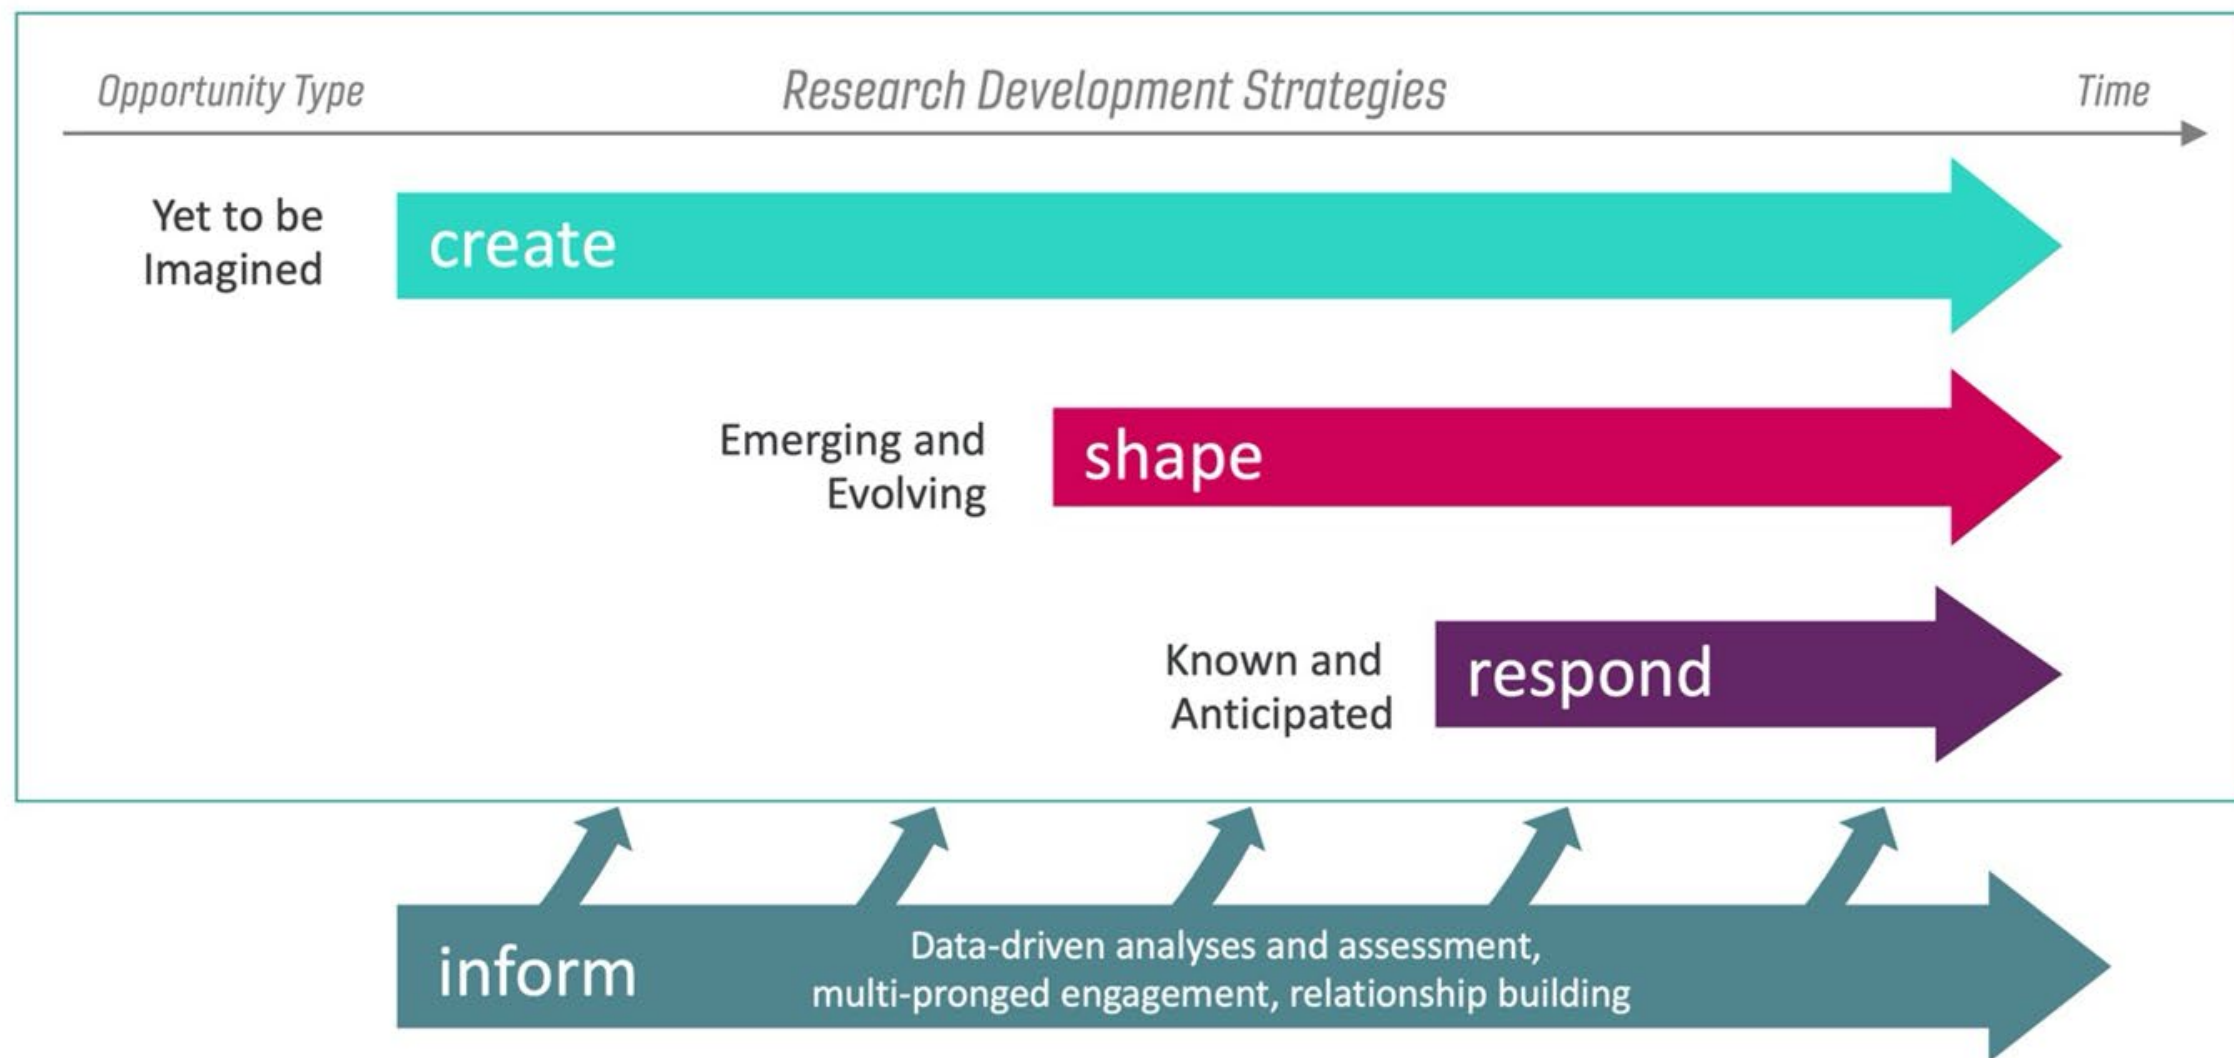 Opportunity Type
Research Development Strategies
Time
Yet to be
Imagined
create
Emerging and
Evolving
shape
Known and
Anticipated
respond
inform
Data-driven analyses and assessment,
multi-pronged engagement, relationship building